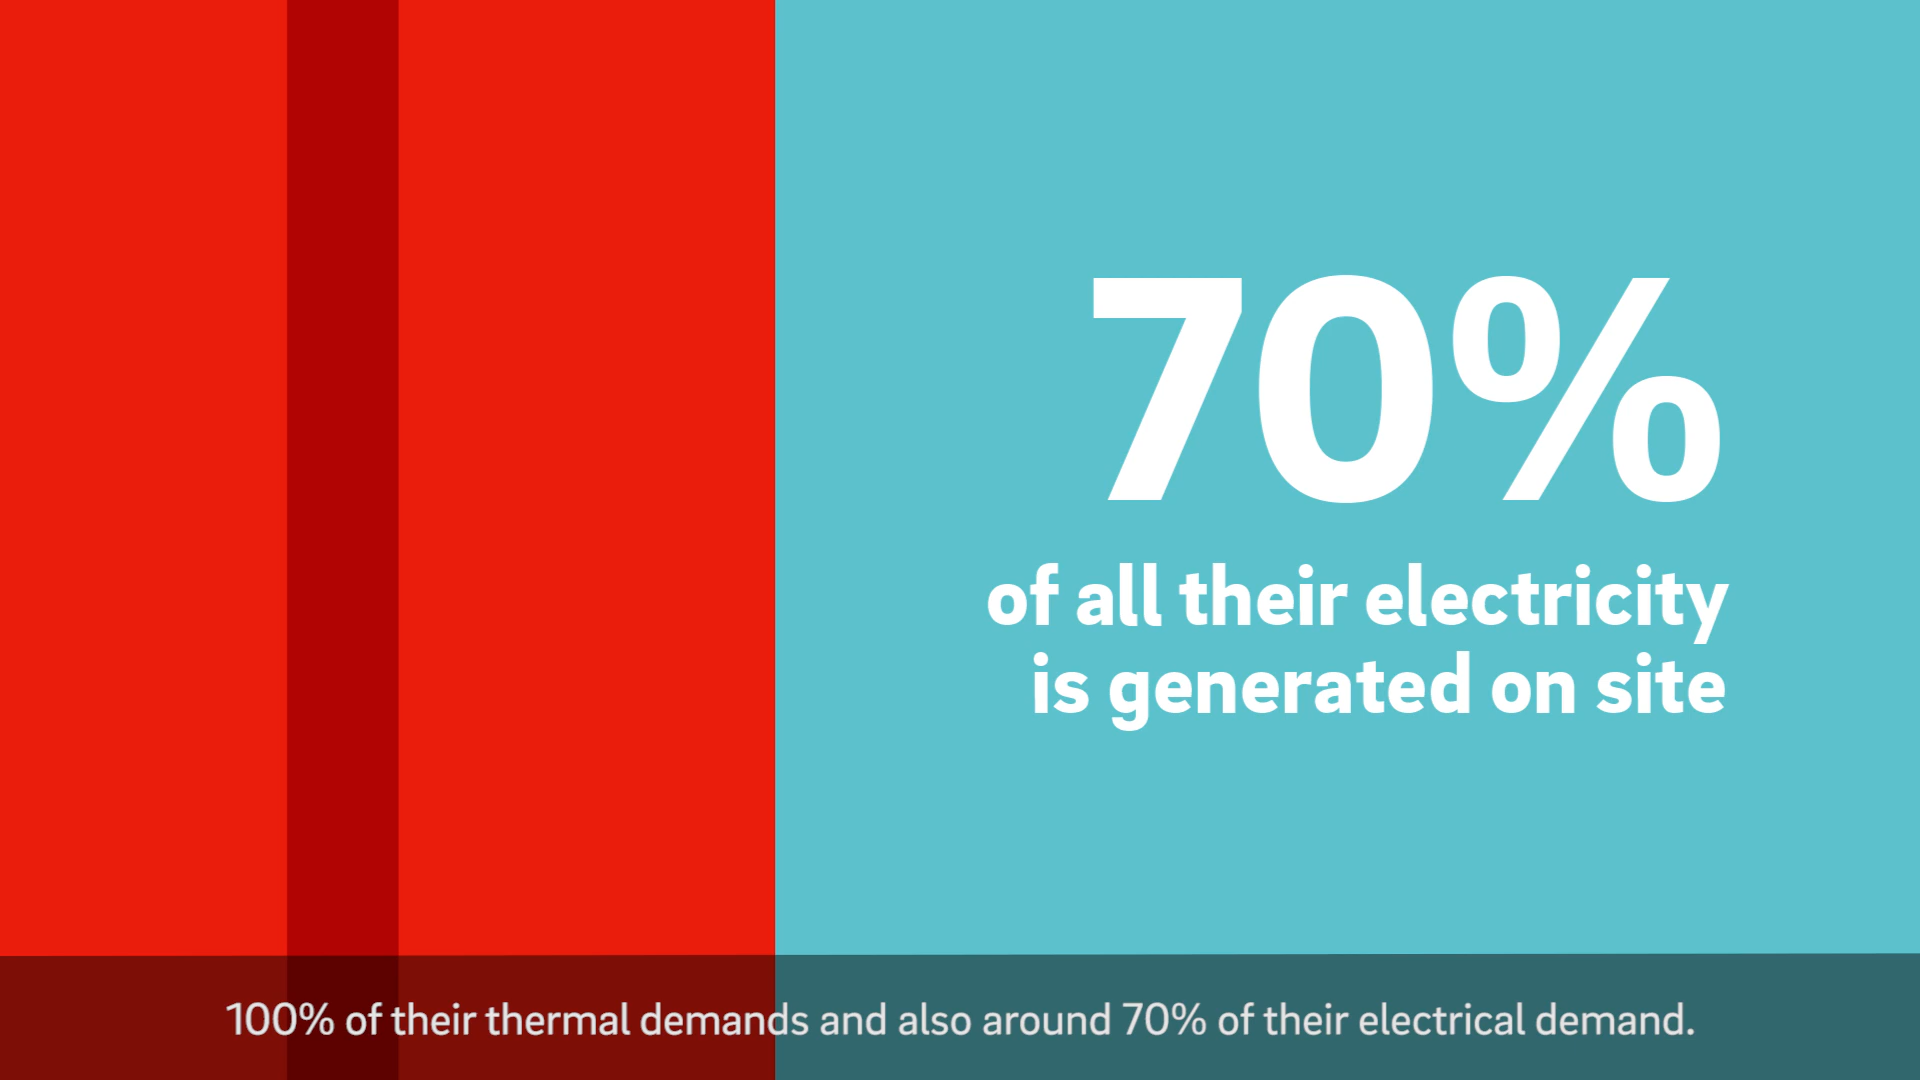 70%
of all their electricity
is generated on site
100% of their thermal demands and also around 70% of their electrical demand.